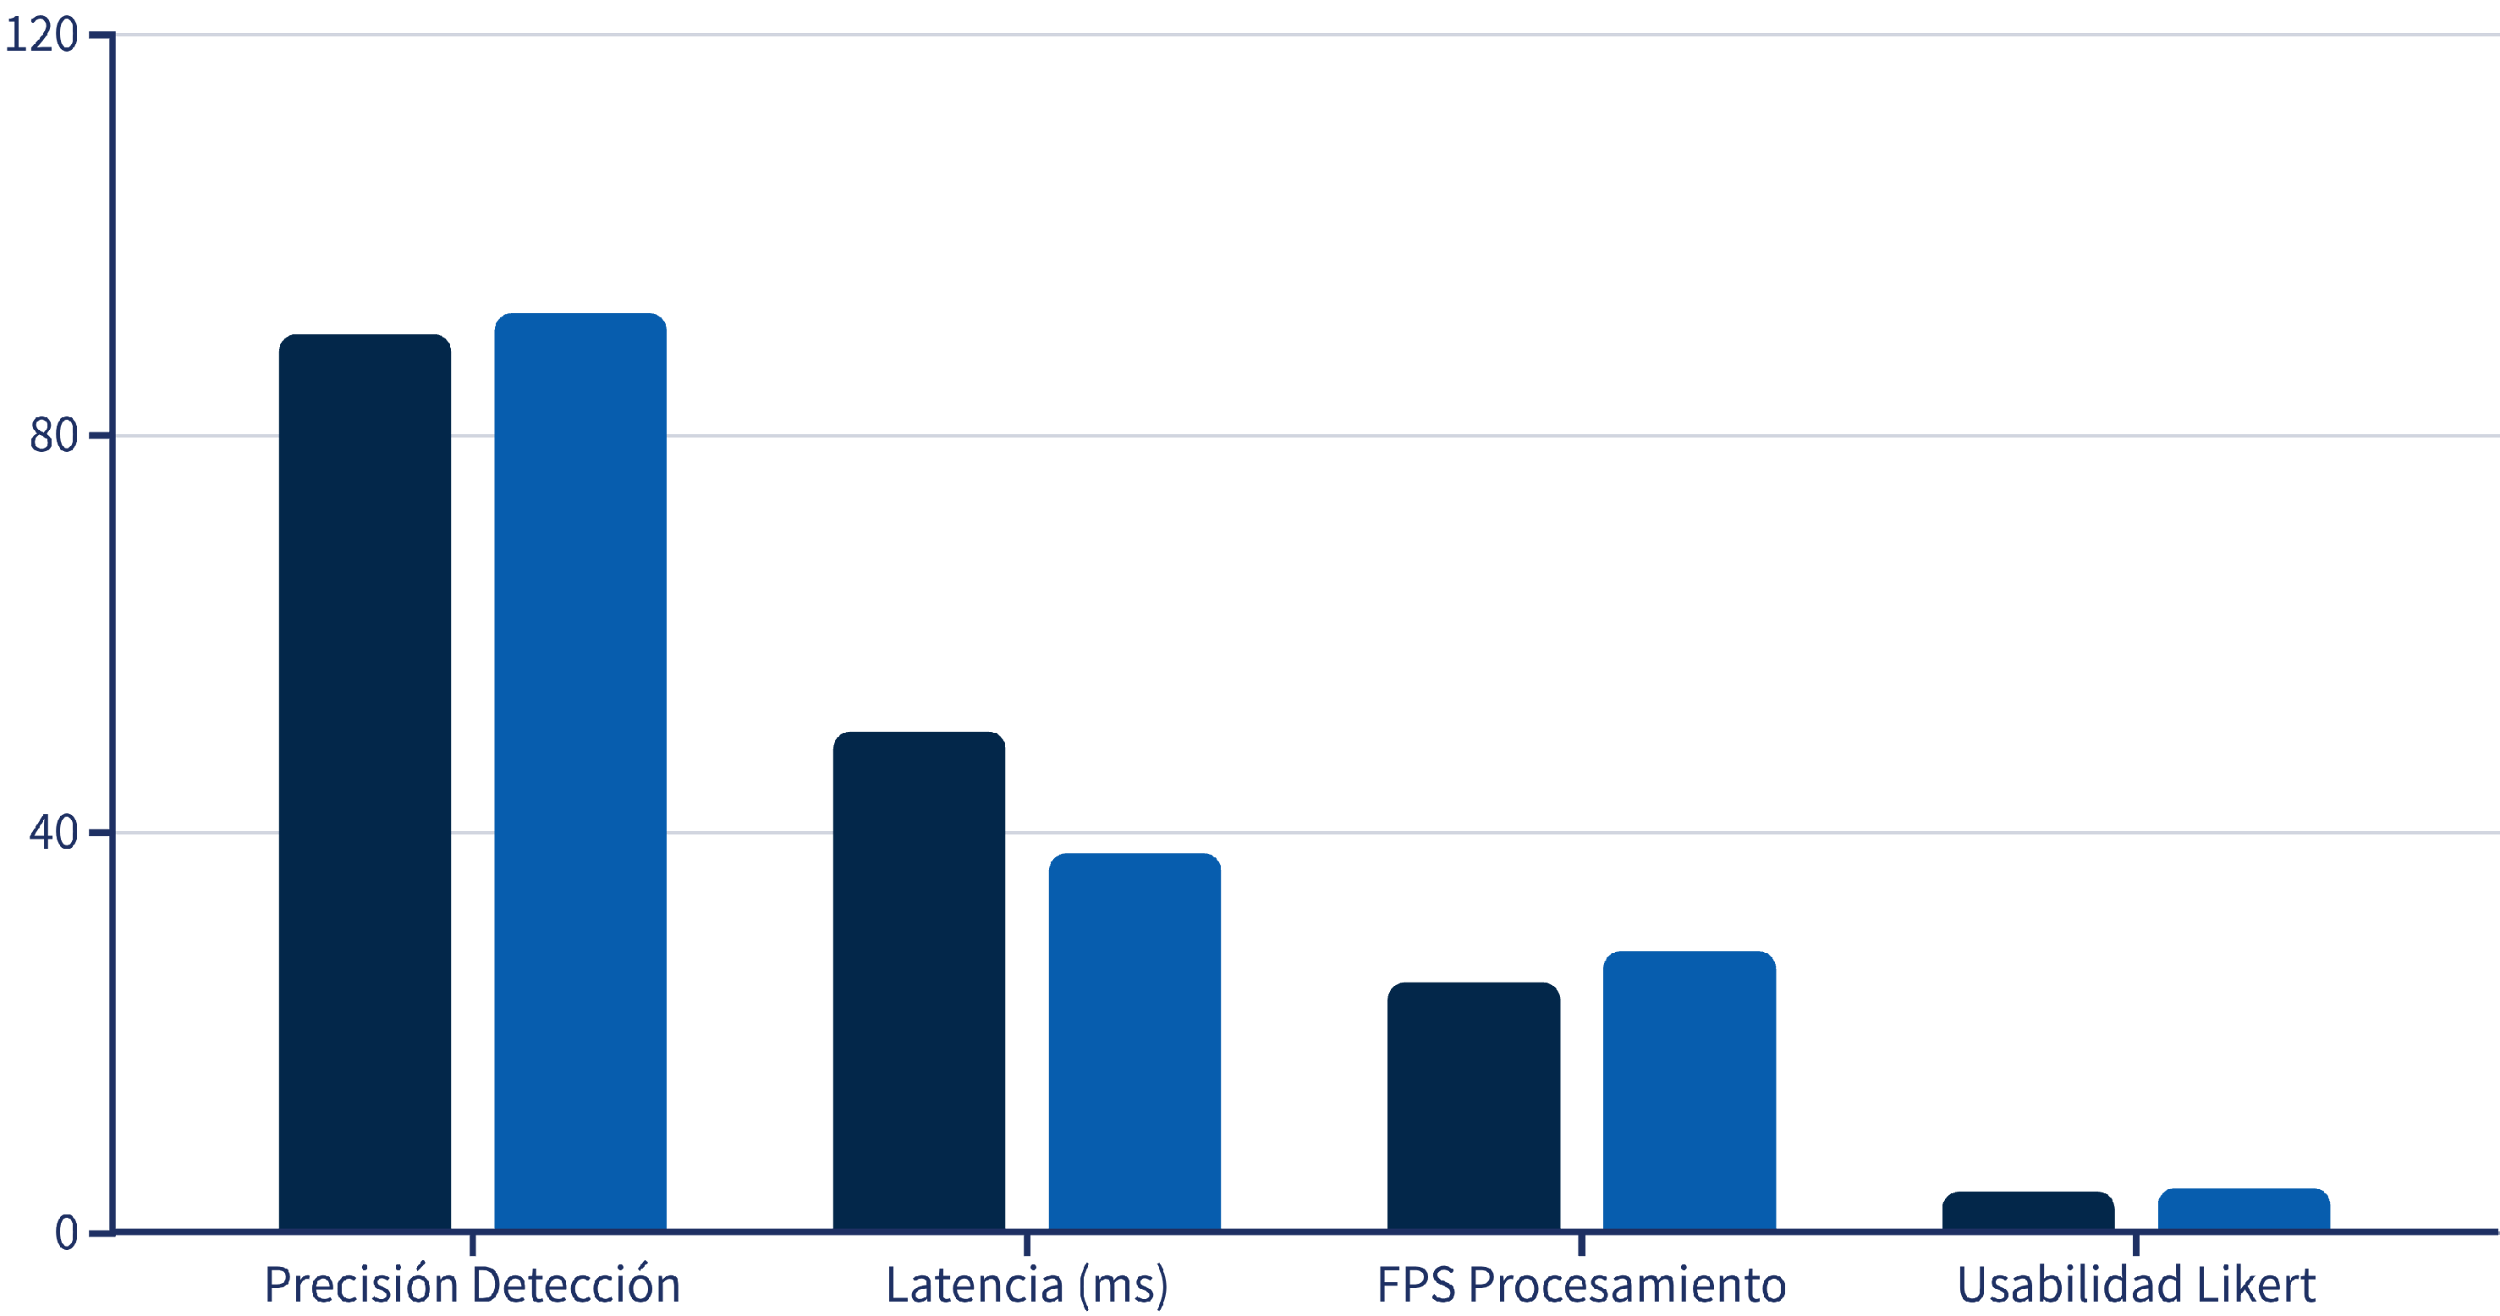 120
80
40
0
Precisión Detección
Latencia (ms)
FPS Procesamiento
Usabilidad Likert